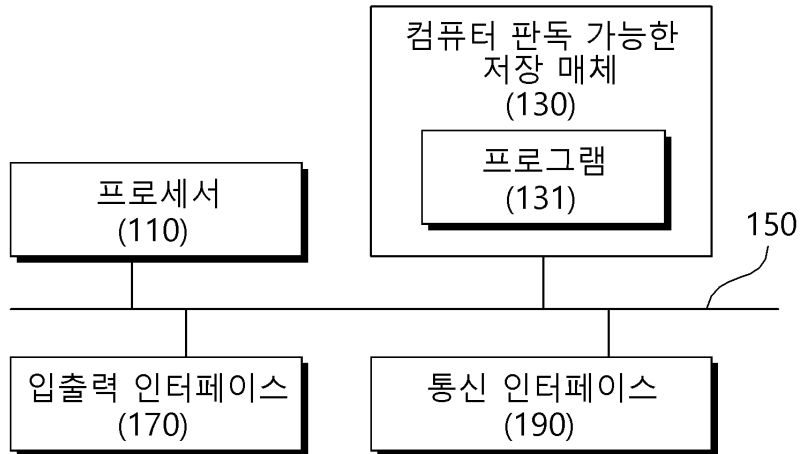 컴퓨터 판독 가능한
저장 매체
(130)
프로그램
(131)
프로세서
(110)
150
입출력 인터페이스
(170)
통신 인터페이스
(190)